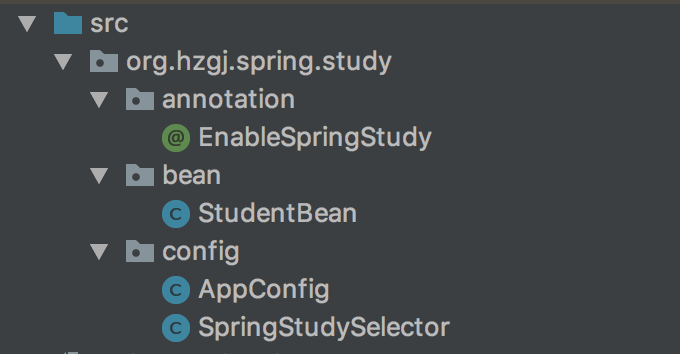 src
org.hzgj.spring.study
annotation
@ EnableSpringStudy
bean
C StudentBean
config
C AppConfig
C SpringStudySelector